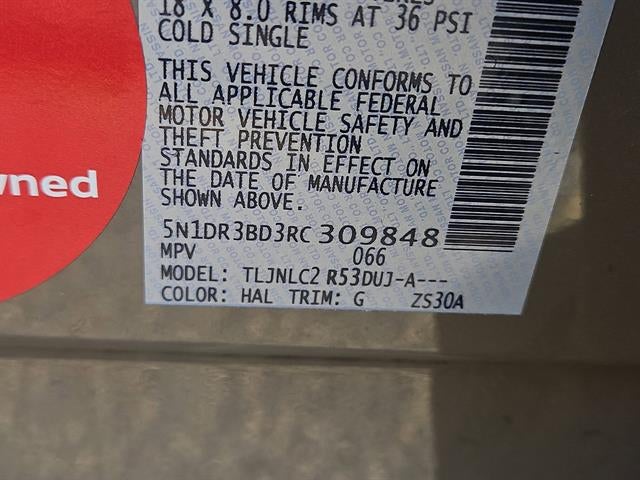 18 X 8.0 RIMS AT 36 PSI
COLD SINGLE
THIS VEHICLE CONFORMS TO
ALL APPLICABLE FEDERAL
MOTOR VEHICLE SAFETY AND
THEFT PREVENTION
STANDARDS IN EFFECT ON
THE DATE OF MANUFACTURE
SHOWN ABOVE.
5N1DR3BD3RC 309848
MPV 066
MODEL: TLJNLC2 R53DUJ-A---
COLOR: HAL TRIM: G ZS30A
wned